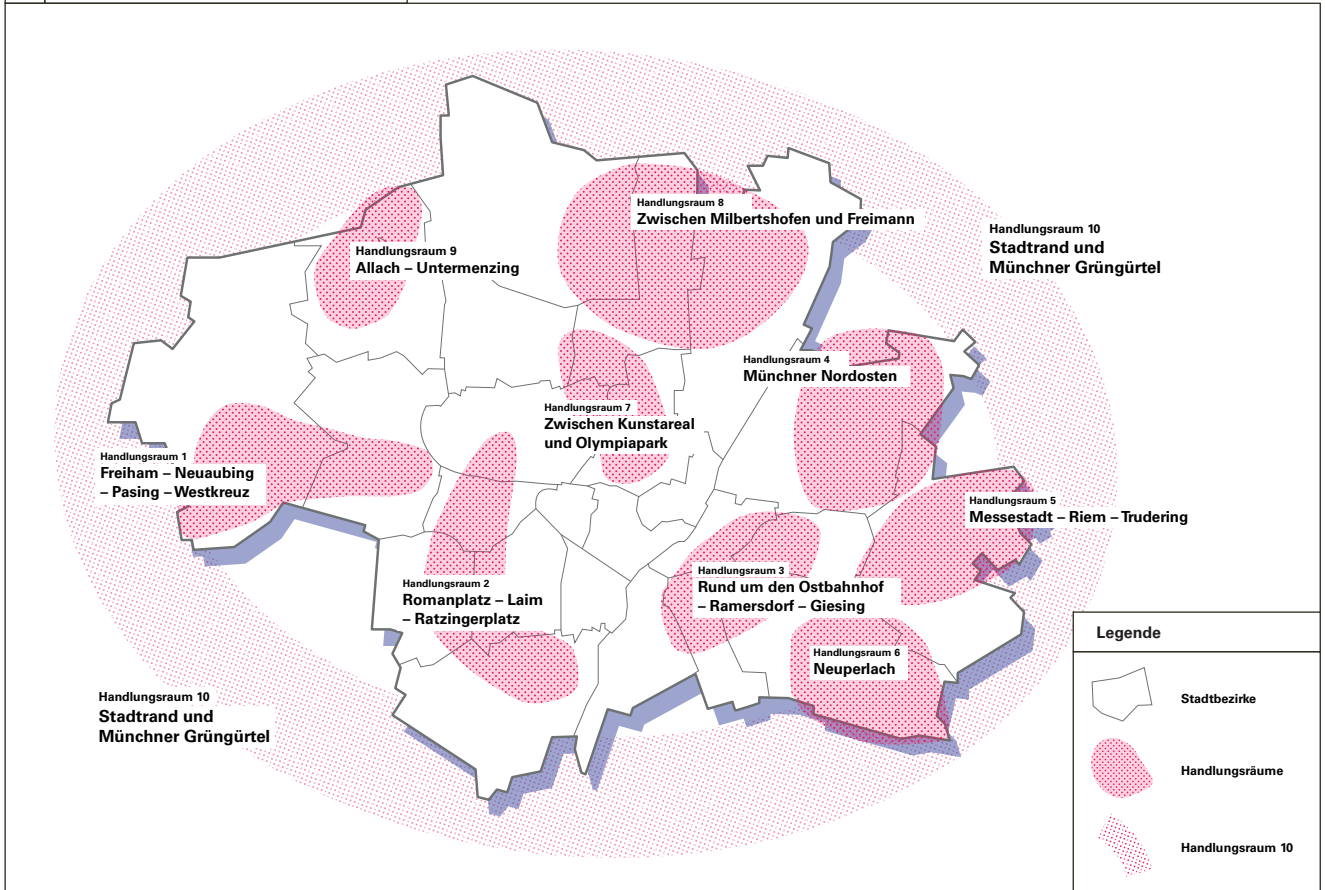 Handlungsraum 8
Zwischen Milbertshofen und Freimann
Handlungsraum 10
Stadtrand und
Münchner Grüngürtel
Handlungsraum 9
Allach – Untermenzing
Handlungsraum 4
Münchner Nordosten
Handlungsraum 7
Zwischen Kunstareal
und Olympiapark
Handlungsraum 1
Freiham – Neuaubing
– Pasing – Westkreuz
Handlungsraum 5
Messestadt – Riem – Trudering
Handlungsraum 2
Romanplatz – Laim
– Ratzingerplatz
Handlungsraum 3
Rund um den Ostbahnhof
– Ramersdorf – Giesing
Handlungsraum 6
Neuperlach
Handlungsraum 10
Stadtrand und
Münchner Grüngürtel
Legende
Stadtbezirke
Handlungsräume
Handlungsraum 10